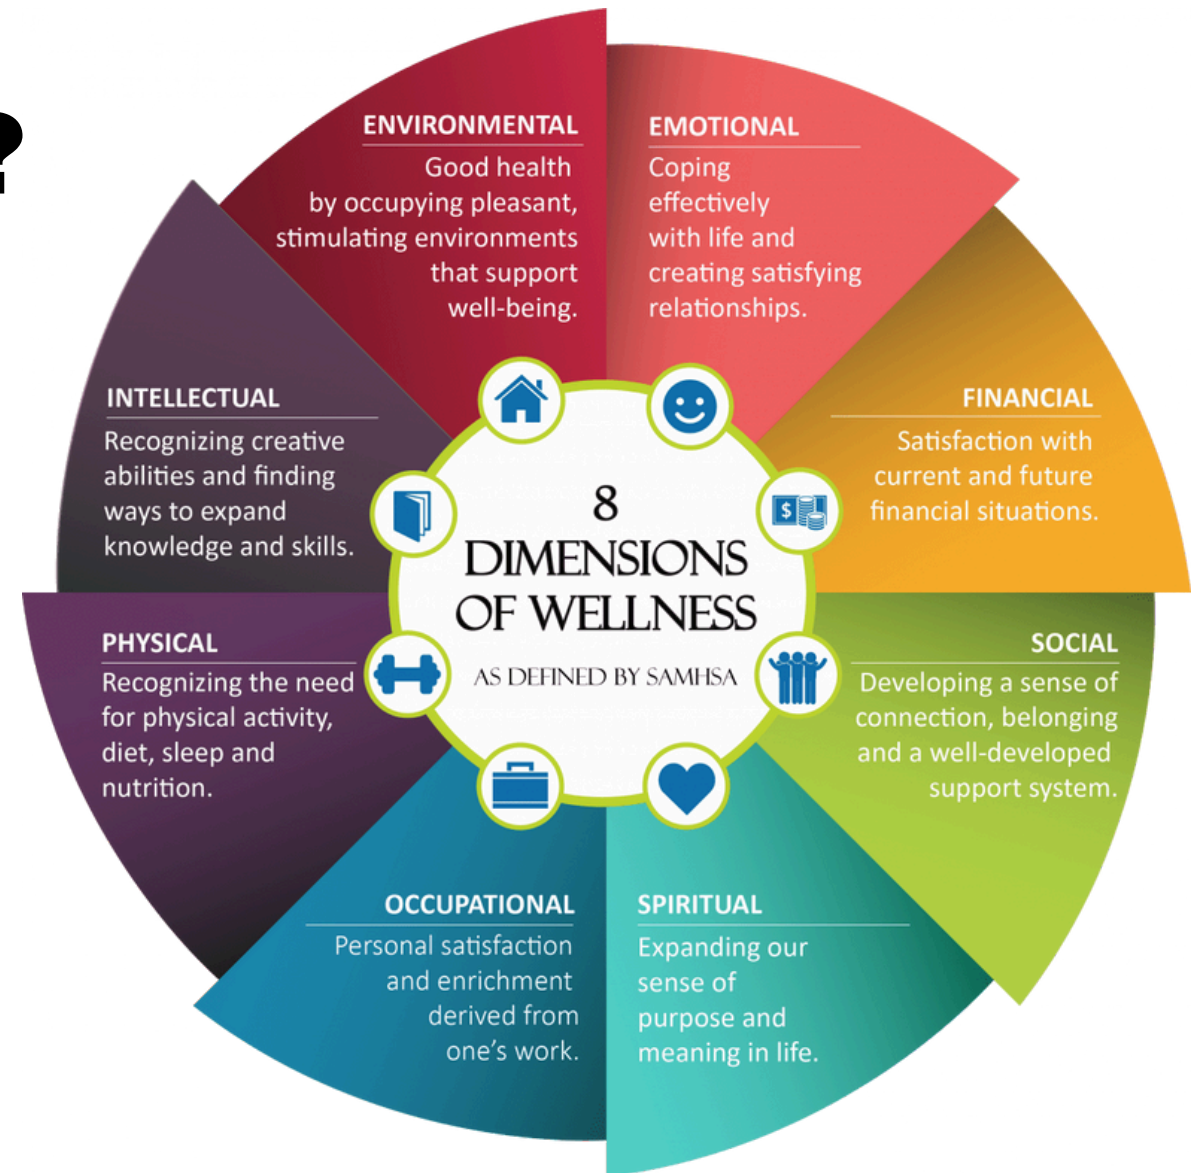 ?
ENVIRONMENTAL
Good health
by occupying pleasant,
stimulating environments
that support
well-being.
EMOTIONAL
Coping
effectively
with life and
creating satisfying
relationships.
INTELLECTUAL
Recognizing creative
abilities and finding
ways to expand
knowledge and skills.
FINANCIAL
Satisfaction with
current and future
financial situations.
$
8
DIMENSIONS
OF WELLNESS
AS DEFINED BY SAMHSA
PHYSICAL
Recognizing the need
for physical activity,
diet, sleep and
nutrition.
SOCIAL
Developing a sense of
connection, belonging
and a well-developed
support system.
OCCUPATIONAL
Personal satisfaction
and enrichment
derived from
one’s work.
SPIRITUAL
Expanding our
sense of
purpose and
meaning in life.